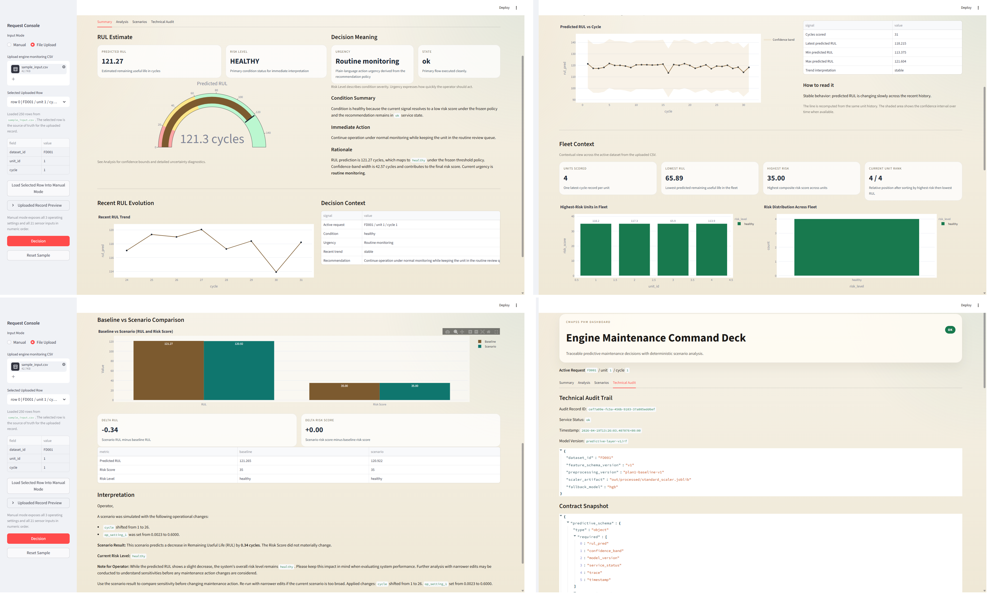 Deploy
Request Console
Input Mode
Manual
File Upload
Upload engine monitoring CSV
sample_input.csv
42.7KB
Selected Uploaded Row
row 0 | FD001 / unit 1 / cy...
Loaded 250 rows from
sample_input.csv . The selected row is
the source of truth for the uploaded
record.
field value
dataset_id FD001
unit_id 1
cycle 1
Load Selected Row Into Manual
Mode
Uploaded Record Preview
Manual mode exposes all 3 operating
settings and all 21 sensor inputs in
numeric order.
Decision
Reset Sample
Summary Analysis Scenarios Technical Audit
RUL Estimate
PREDICTED RUL
121.27
Estimated remaining useful life in cycles
RISK LEVEL
HEALTHY
Primary condition status for immediate interpretation
Predicted RUL
0 20 40 60 80 100 120 140
121.3 cycles
See Analysis for confidence bounds and detailed uncertainty diagnostics.
Decision Meaning
URGENCY
Routine monitoring
Plain-language action urgency derived from the
recommendation policy
STATE
ok
Primary flow executed cleanly.
Risk Level describes condition severity. Urgency expresses how quickly the operator should act.
Condition Summary
Condition is healthy because the current signal resolves to a low risk score under the frozen policy
and the recommendation remains in ok service state.
Immediate Action
Continue operation under normal monitoring while keeping the unit in the routine review queue.
Rationale
RUL prediction is 121.27 cycles, which maps to healthy under the frozen threshold policy.
Confidence-band width is 42.57 cycles and contributes to the final risk score. Current urgency is
routine monitoring.
Recent RUL Evolution
Recent RUL Trend
rul_pred
120
118
116
114
24 25 26 27 28 29 30 31
cycle
Decision Context
signal value
Active request FD001 / unit 1 / cycle 1
Condition healthy
Urgency Routine monitoring
Recent trend stable
Recommendation Continue operation under normal monitoring while keeping the unit in the routine review q
Deploy
Predicted RUL vs Cycle
rul_pred
140
130
120
110
100
90
0 5 10 15 20 25 30
cycle
Confidence band
signal value
Cycles scored 31
Latest predicted RUL 118.215
Min predicted RUL 113.375
Max predicted RUL 121.604
Trend interpretation stable
How to read it
Stable behavior: predicted RUL is changing slowly across the recent history.
The line is recomputed from the same unit history. The shaded area shows the confidence interval over
time when available.
Fleet Context
Contextual view across the active dataset from the uploaded CSV.
UNITS SCORED
4
One latest-cycle record per unit
LOWEST RUL
65.89
Lowest predicted remaining useful life in the fleet
HIGHEST RISK
35.00
Highest composite risk score across units
CURRENT UNIT RANK
4 / 4
Relative position after sorting by highest risk then lowest
RUL
Highest-Risk Units in Fleet
risk_score
40
30
20
10
0
118.2 117.3 65.9 113.9
0.5 1 1.5 2 2.5 3 3.5 4 4.5
unit_id
risk_level
healthy
Risk Distribution Across Fleet
count
4
3
2
1
0
healthy
risk_level
risk_level
healthy
Deploy
Request Console
Input Mode
Manual
File Upload
Upload engine monitoring CSV
sample_input.csv
42.7KB
Selected Uploaded Row
row 0 | FD001 / unit 1 / cy...
Loaded 250 rows from
sample_input.csv . The selected row is
the source of truth for the uploaded
record.
field value
dataset_id FD001
unit_id 1
cycle 1
Load Selected Row Into Manual
Mode
Uploaded Record Preview
Manual mode exposes all 3 operating
settings and all 21 sensor inputs in
numeric order.
Decision
Reset Sample
Baseline vs Scenario Comparison
Baseline vs Scenario (RUL and Risk Score)
Value
120
100
80
60
40
20
0
121.27 120.92 35.00 35.00
RUL Risk Score
Baseline
Scenario
DELTA RUL
-0.34
Scenario RUL minus baseline RUL
DELTA RISK SCORE
+0.00
Scenario risk score minus baseline risk score
metric baseline scenario
Predicted RUL 121.265 120.922
Risk Score 35 35
Risk Level healthy healthy
Interpretation
Operator,
A scenario was simulated with the following operational changes:
• cycle shifted from 1 to 26.
• op_setting_1 was set from 0.0023 to 0.6000.
Scenario Result: This scenario predicts a decrease in Remaining Useful Life (RUL) by 0.34 cycles. The Risk Score did not materially change.
Current Risk Level: healthy
Note for Operator: While the predicted RUL shows a slight decrease, the system's overall risk level remains healthy . Please keep this impact in mind when evaluating system performance. Further analysis with narrower edits may be
conducted to understand sensitivities before any maintenance action changes are considered.
Use the scenario result to compare sensitivity before changing maintenance action. Re-run with narrower edits if the current scenario is too broad. Applied changes: cycle shifted from 1 to 26. op_setting_1 set from 0.0023 to 0.6000.
Deploy
CMAPSS PHM DASHBOARD
Engine Maintenance Command Deck
OK
Traceable predictive maintenance decisions with deterministic scenario analysis.
Active Request FD001 / unit 1 / cycle 1
Summary Analysis Scenarios Technical Audit
Technical Audit Trail
Audit Record ID: cef7a09e-fc5a-456b-9103-37a805edd6ef
Service Status: ok
Timestamp: 2026-04-19T13:26:03.407076+00:00
Model Version: predictive-layer-v1/rf
{
"dataset_id" : "FD001"
"feature_schema_version" : "v1"
"preprocessing_version" : "plan1-baseline-v1"
"scaler_artifact" : "out/processed/standard_scaler.joblib"
"fallback_model" : "hgb"
}
Contract Snapshot
{
"predictive_schema" : {
"type" : "object"
"required" : [
0 : "rul_pred"
1 : "confidence_band"
2 : "model_version"
3 : "service_status"
4 : "trace"
5 : "timestamp"
]